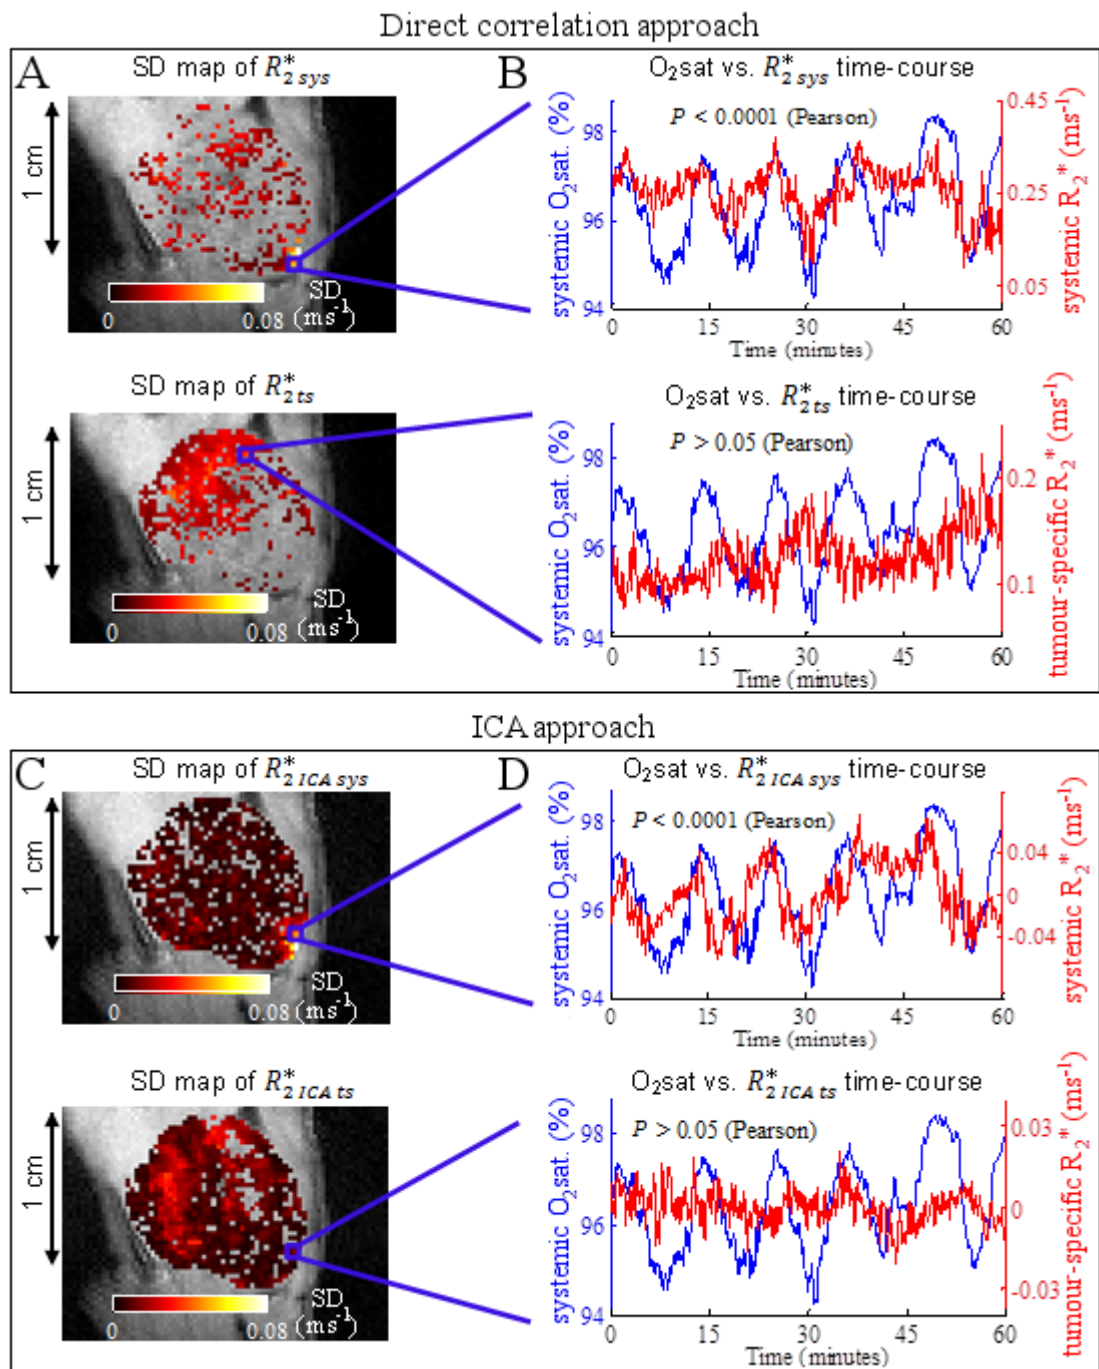 Direct correlation approach
A
SD map of R*2 sys
1 cm
SD
(ms-1)
0
0.08
B
O2sat vs. R*2 sys time-course
P < 0.0001 (Pearson)
systemic O2sat. (%)
98
96
94
0.45
0.25
0.05
systemic R2* (ms-1)
0 15 30 45 60
Time (minutes)
SD map of R*2 ts
1 cm
SD
(ms-1)
0
0.08
O2sat vs. R*2 ts time-course
P > 0.05 (Pearson)
systemic O2sat. (%)
98
96
94
0.2
0.1
tumour-specific R2* (ms-1)
0 15 30 45 60
Time (minutes)
ICA approach
C
SD map of R*2 ICA sys
1 cm
SD
(ms-1)
0
0.08
D
O2sat vs. R*2 ICA sys time-course
P < 0.0001 (Pearson)
systemic O2sat. (%)
98
96
94
0.04
0
-0.04
systemic R2* (ms-1)
0 15 30 45 60
Time (minutes)
SD map of R*2 ICA ts
1 cm
SD
(ms-1)
0
0.08
O2sat vs. R*2 ICA ts time-course
P > 0.05 (Pearson)
systemic O2sat. (%)
98
96
94
0.03
0
-0.03
tumour-specific R2* (ms-1)
0 15 30 45 60
Time (minutes)